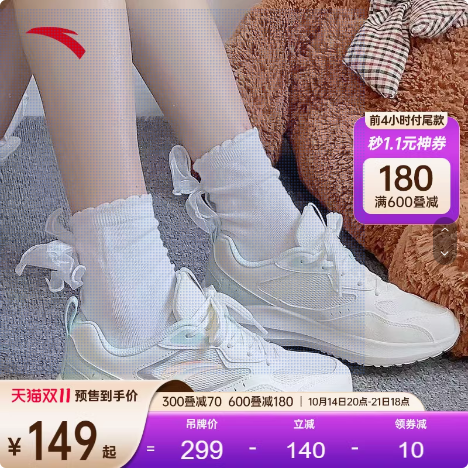 前4小时付尾款
秒1.1元神券
180
满600叠减
天猫双11 预售到手价
300叠减70 600叠减180 | 10月14日20点-21日18点
¥149起
=
吊牌价
299
-
立减
140
-
领券减
10